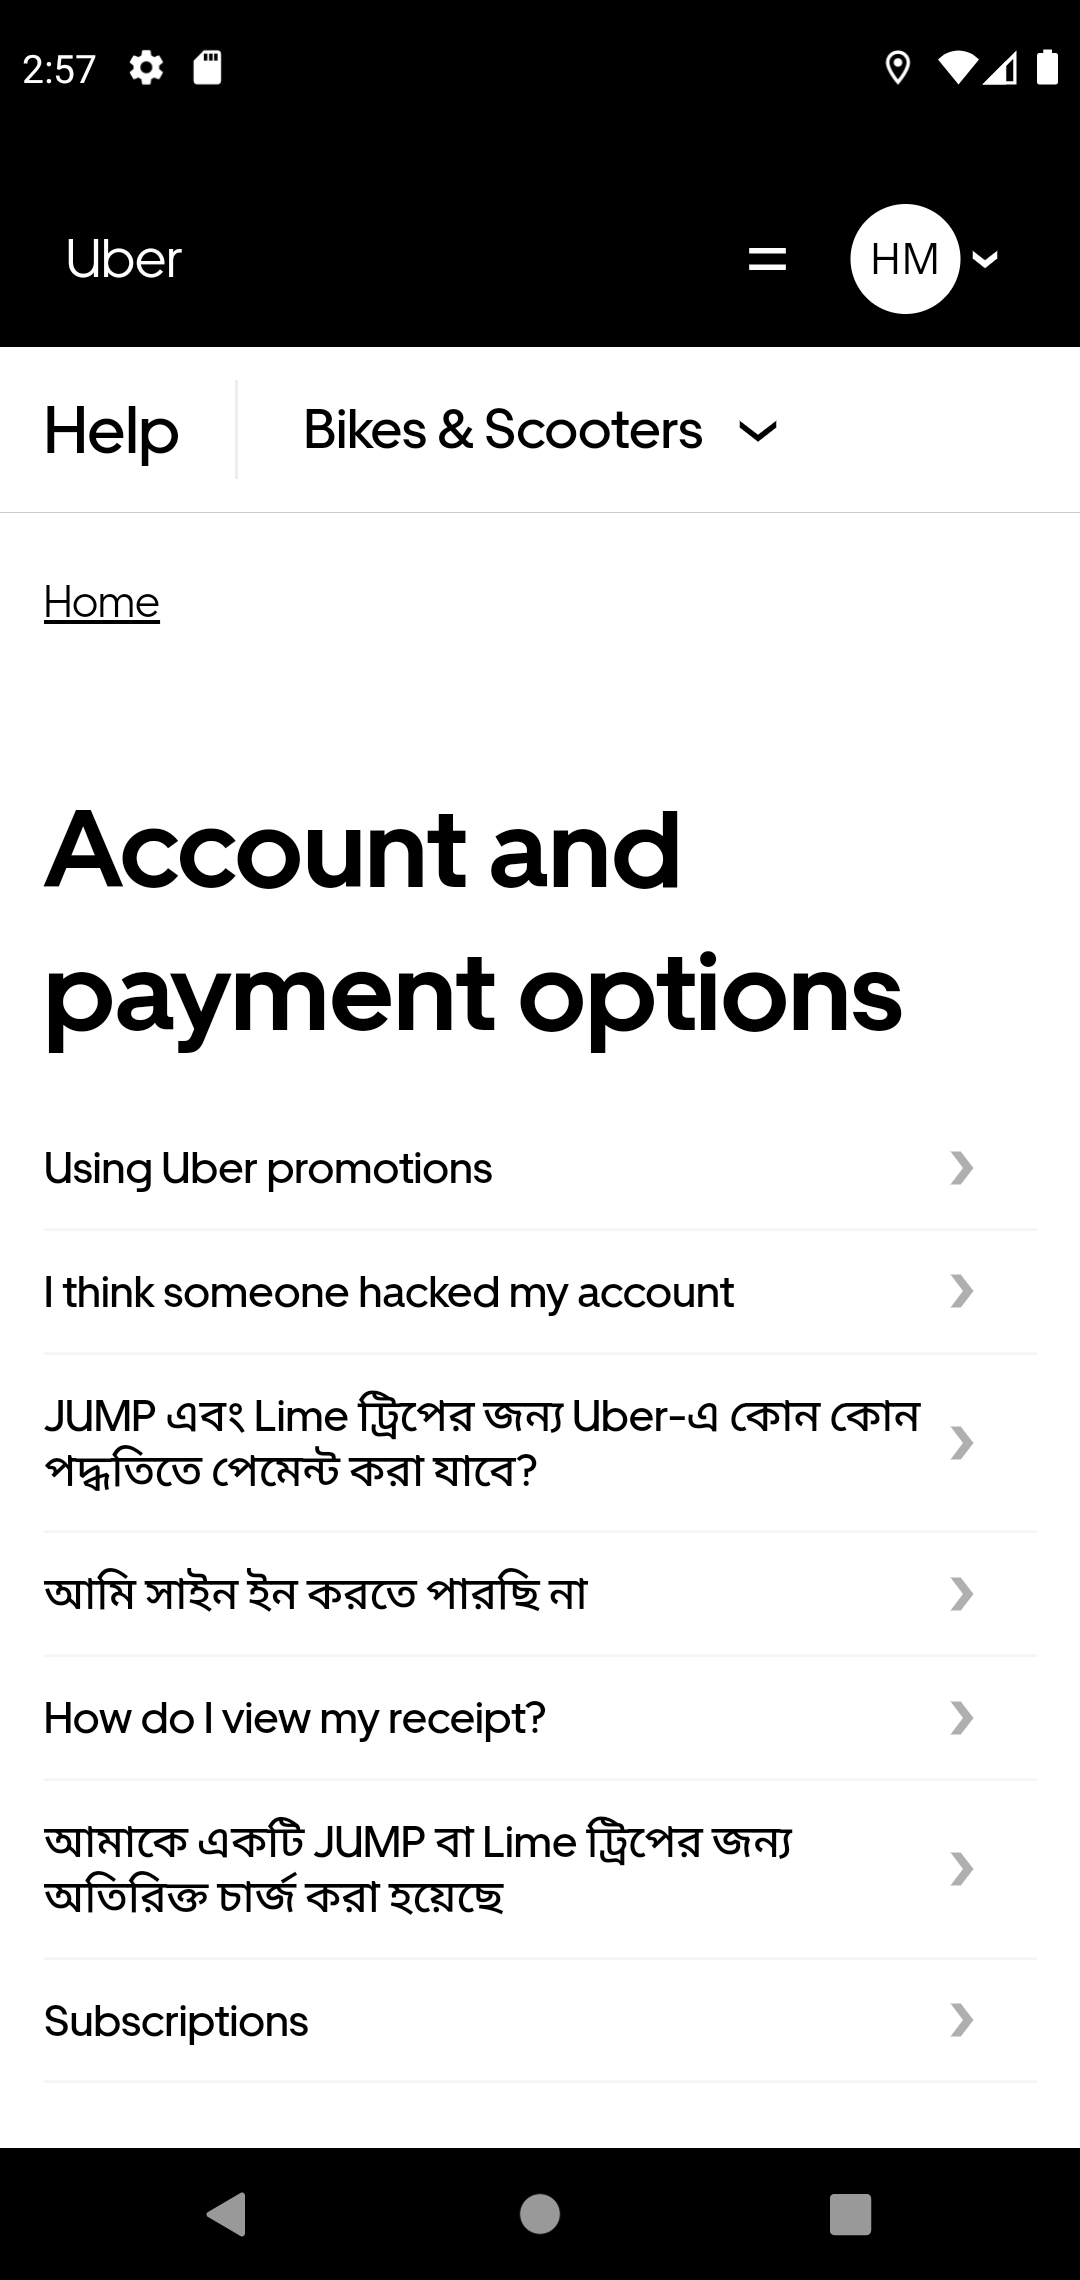 2:57
Uber
HM
Help
Bikes & Scooters
Home
Account and
payment options
Using Uber promotions
I think someone hacked my account
JUMP এবং Lime ট্রিপের জন্য Uber-এ কোন কোন
পদ্ধতিতে পেমেন্ট করা যাবে?
আমি সাইন ইন করতে পারছি না
How do I view my receipt?
আমাকে একটি JUMP বা Lime ট্রিপের জন্য
অতিরিক্ত চার্জ করা হয়েছে
Subscriptions